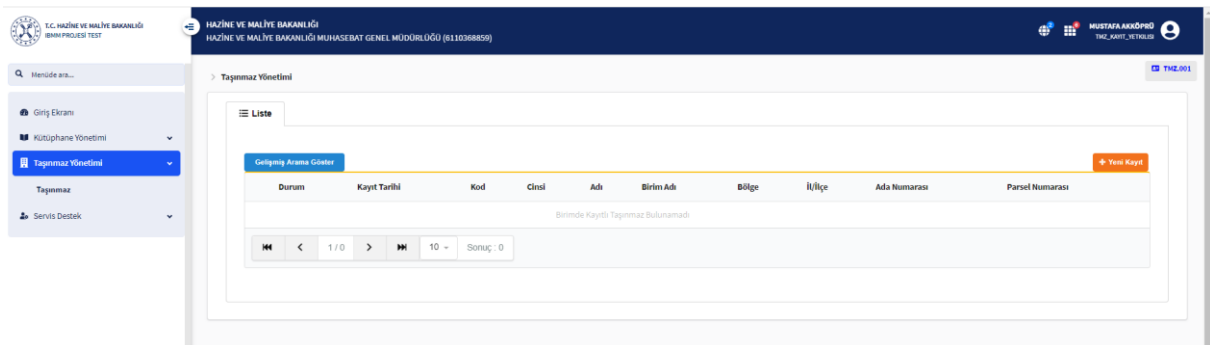 T.C. HAZİNE VE MALİYE BAKANLIĞI
IBMM PROJESİ TEST
HAZİNE VE MALİYE BAKANLIĞI
HAZİNE VE MALİYE BAKANLIĞI MUHASEBAT GENEL MÜDÜRLÜĞÜ (6110368859)
MUSTAFA AKKÖPRÜ
TMZ_KAYIT_YETKILISI
Menüde ara...
Taşınmaz Yönetimi
TMZ.001
Giriş Ekranı
Kütüphane Yönetimi
Taşınmaz Yönetimi
Taşınmaz
Servis Destek
Liste
Gelişmiş Arama Göster
+ Yeni Kayıt
Durum Kayıt Tarihi Kod Cinsi Adı Birim Adı Bölge İl/İlçe Ada Numarası Parsel Numarası
Birimde Kayıtlı Taşınmaz Bulunamadı
1 / 0 10 Sonuç : 0